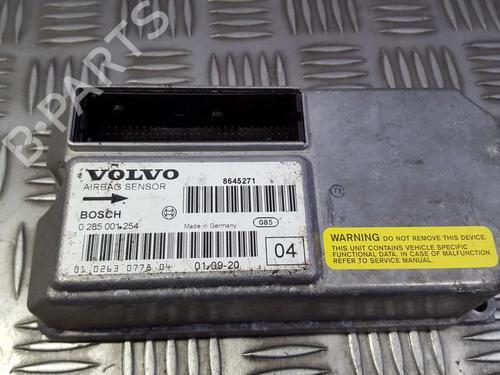 B-PARTS
VOLVO
AIRBAG SENSOR
8645271
BOSCH
0 285 001 254
Made in Germany
085
04
01 0263 0778 04
01-09-20
WARNING DO NOT REMOVE THIS DEVICE.
THIS UNIT CONTAINS VEHICLE SPECIFIC
FUNCTIONAL DATA. IN CASE OF MALFUNCTION
REFER TO SERVICE MANUAL.